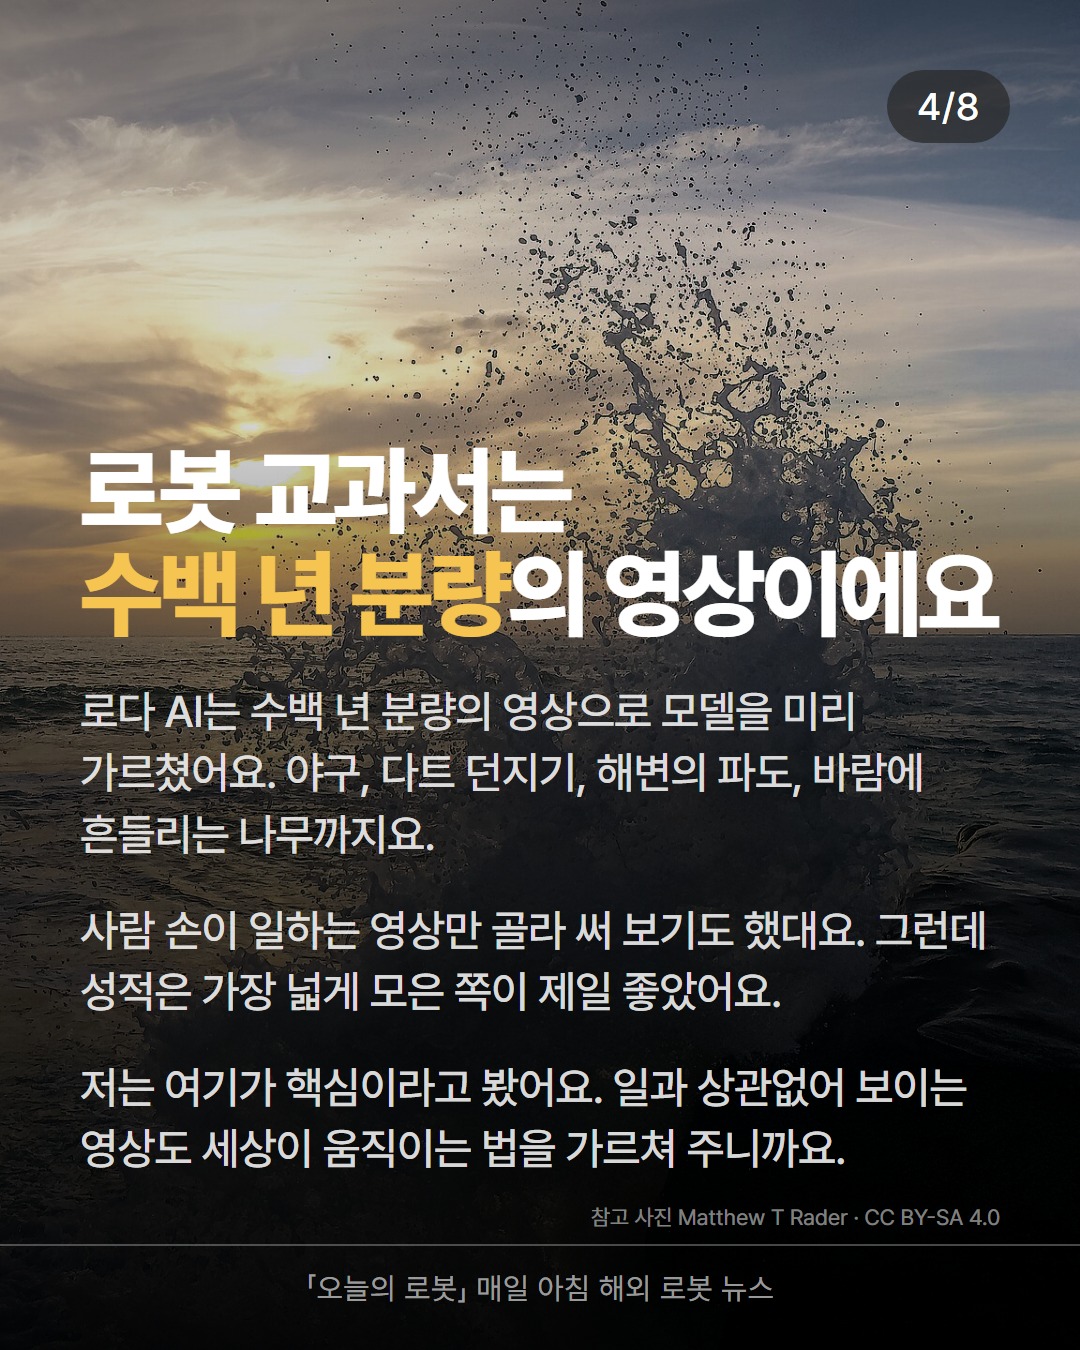 4/8
로봇 교과서는
수백 년 분량의 영상이에요
로다 AI는 수백 년 분량의 영상으로 모델을 미리
가르쳤어요. 야구, 다트 던지기, 해변의 파도, 바람에
흔들리는 나무까지요.
사람 손이 일하는 영상만 골라 써 보기도 했대요. 그런데
성적은 가장 넓게 모은 쪽이 제일 좋았어요.
저는 여기가 핵심이라고 봤어요. 일과 상관없어 보이는
영상도 세상이 움직이는 법을 가르쳐 주니까요.
참고 사진 Matthew T Rader · CC BY-SA 4.0
「오늘의 로봇」 매일 아침 해외 로봇 뉴스